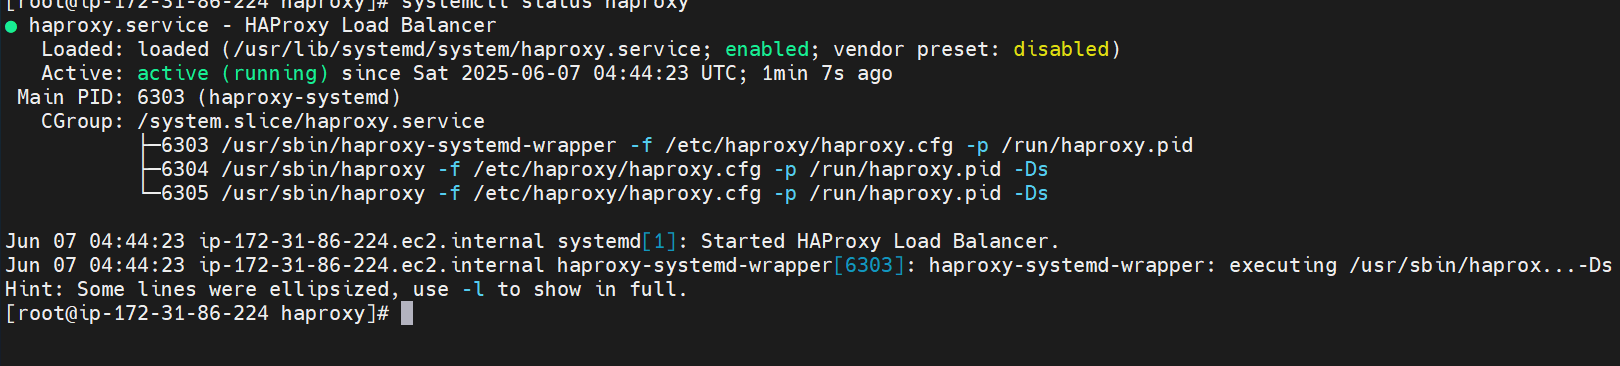 [root@ip-172-31-86-224 haproxy]# systemctl status haproxy
● haproxy.service - HAProxy Load Balancer
   Loaded: loaded (/usr/lib/systemd/system/haproxy.service; enabled; vendor preset: disabled)
   Active: active (running) since Sat 2025-06-07 04:44:23 UTC; 1min 7s ago
 Main PID: 6303 (haproxy-systemd)
   CGroup: /system.slice/haproxy.service
           ├─6303 /usr/sbin/haproxy-systemd-wrapper -f /etc/haproxy/haproxy.cfg -p /run/haproxy.pid
           ├─6304 /usr/sbin/haproxy -f /etc/haproxy/haproxy.cfg -p /run/haproxy.pid -Ds
           └─6305 /usr/sbin/haproxy -f /etc/haproxy/haproxy.cfg -p /run/haproxy.pid -Ds

Jun 07 04:44:23 ip-172-31-86-224.ec2.internal systemd[1]: Started HAProxy Load Balancer.
Jun 07 04:44:23 ip-172-31-86-224.ec2.internal haproxy-systemd-wrapper[6303]: haproxy-systemd-wrapper: executing /usr/sbin/haprox...-Ds
Hint: Some lines were ellipsized, use -l to show in full.
[root@ip-172-31-86-224 haproxy]#